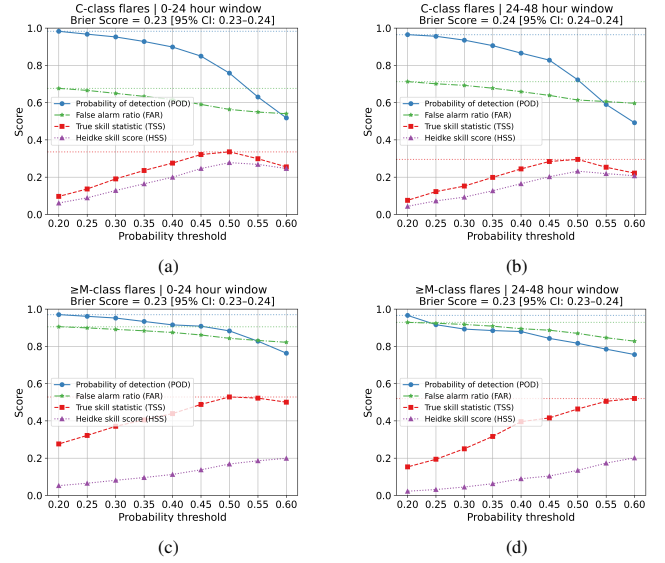 C-class flares | 0-24 hour window
Brier Score = 0.23 [95% CI: 0.23–0.24]
1.0
0.8
0.6
0.4
0.2
0.0
Score
Probability of detection (POD)
False alarm ratio (FAR)
True skill statistic (TSS)
Heidke skill score (HSS)
0.20 0.25 0.30 0.35 0.40 0.45 0.50 0.55 0.60
Probability threshold
(a)
C-class flares | 24-48 hour window
Brier Score = 0.24 [95% CI: 0.24–0.24]
1.0
0.8
0.6
0.4
0.2
0.0
Score
Probability of detection (POD)
False alarm ratio (FAR)
True skill statistic (TSS)
Heidke skill score (HSS)
0.20 0.25 0.30 0.35 0.40 0.45 0.50 0.55 0.60
Probability threshold
(b)
≥M-class flares | 0-24 hour window
Brier Score = 0.23 [95% CI: 0.23–0.24]
1.0
0.8
0.6
0.4
0.2
0.0
Score
Probability of detection (POD)
False alarm ratio (FAR)
True skill statistic (TSS)
Heidke skill score (HSS)
0.20 0.25 0.30 0.35 0.40 0.45 0.50 0.55 0.60
Probability threshold
(c)
≥M-class flares | 24-48 hour window
Brier Score = 0.23 [95% CI: 0.23–0.24]
1.0
0.8
0.6
0.4
0.2
0.0
Score
Probability of detection (POD)
False alarm ratio (FAR)
True skill statistic (TSS)
Heidke skill score (HSS)
0.20 0.25 0.30 0.35 0.40 0.45 0.50 0.55 0.60
Probability threshold
(d)